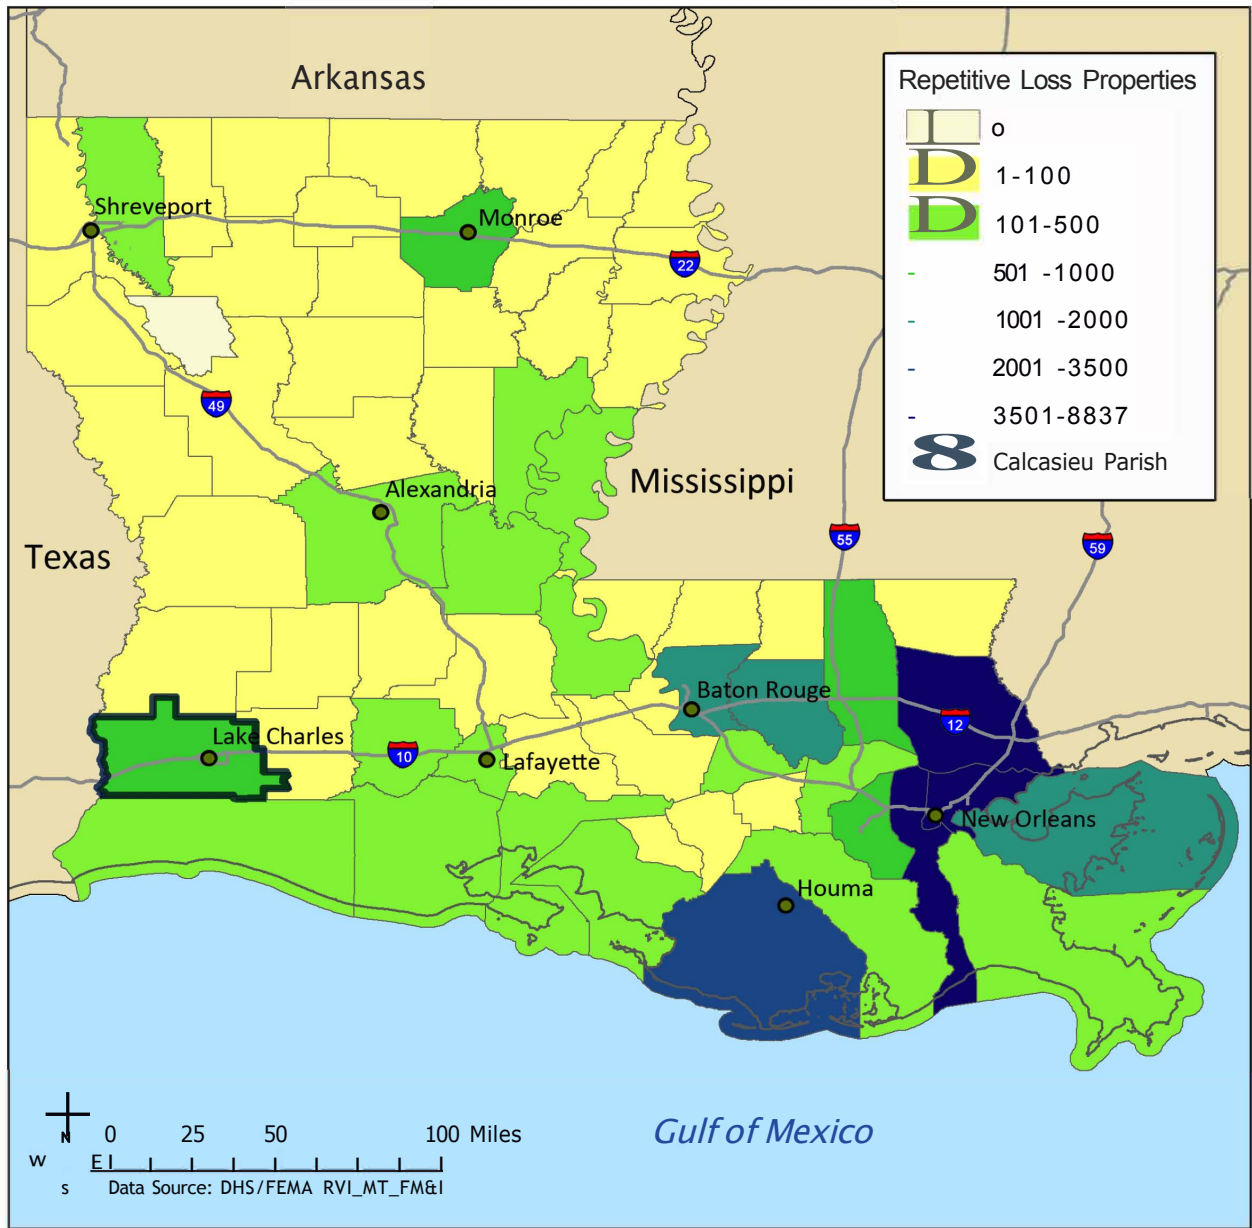 Arkansas
Repetitive Loss Properties
o
1-100
101-500
501 -1000
1001 -2000
2001 -3500
3501-8837
8 Calcasieu Parish
Shreveport
Monroe
22
49
Alexandria
Mississippi
Texas
55
59
Baton Rouge
12
Lake Charles
10
Lafayette
New Orleans
Houma
Gulf of Mexico
N
W E
s
0 25 50 100 Miles
Data Source: DHS/FEMA RVI_MT_FM&I